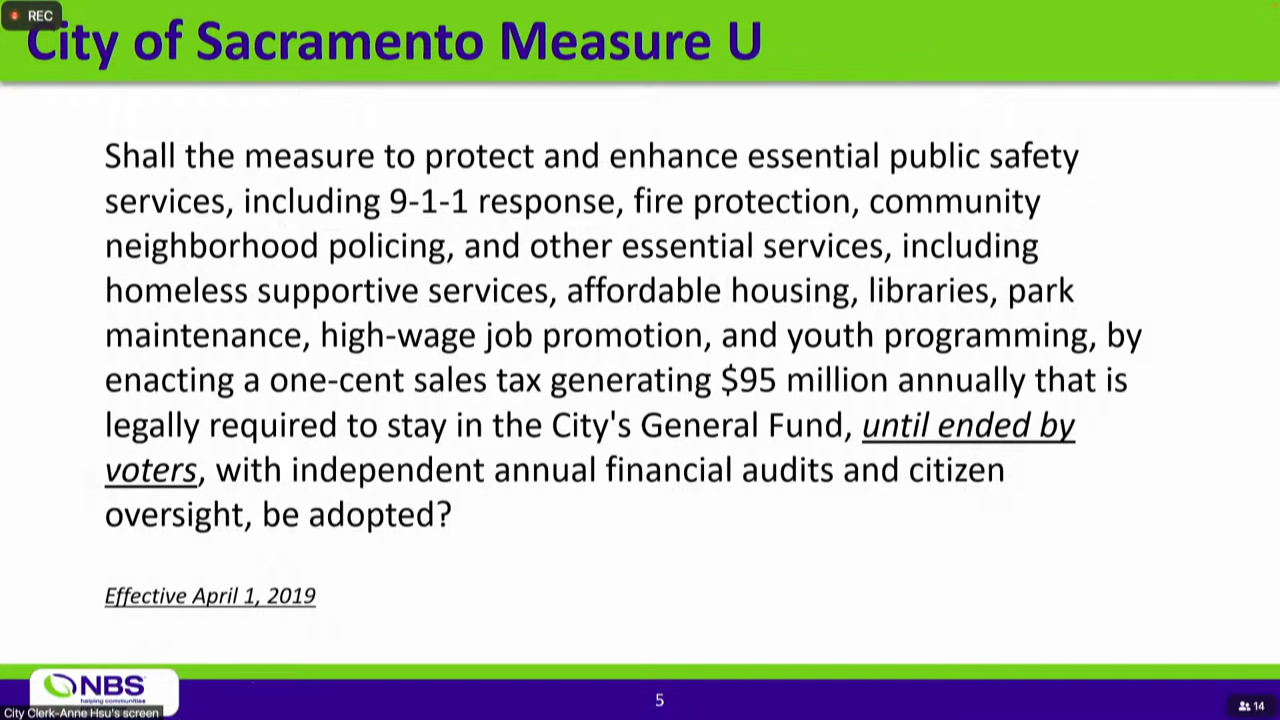 REC
City of Sacramento Measure U
Shall the measure to protect and enhance essential public safety
services, including 9-1-1 response, fire protection, community
neighborhood policing, and other essential services, including
homeless supportive services, affordable housing, libraries, park
maintenance, high-wage job promotion, and youth programming, by
enacting a one-cent sales tax generating $95 million annually that is
legally required to stay in the City's General Fund, until ended by
voters, with independent annual financial audits and citizen
oversight, be adopted?
Effective April 1, 2019
NBS
helping communities
5
City Clerk-Anne Hsu's screen
14